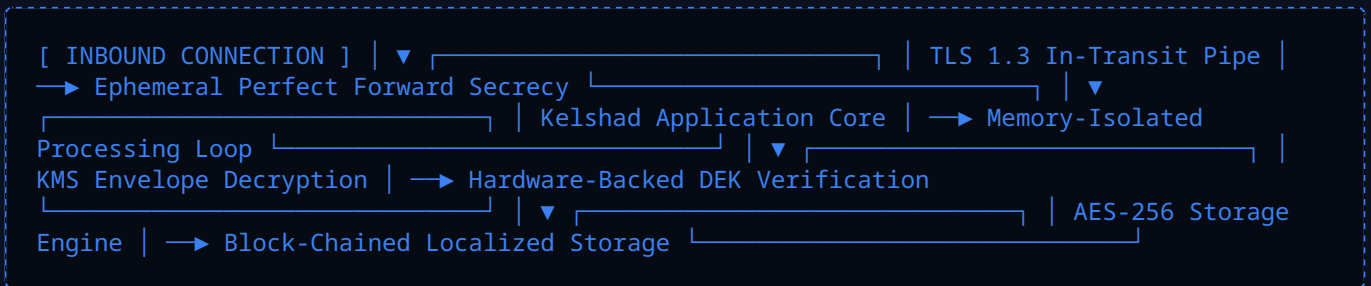 [ INBOUND CONNECTION ] │ ▼ ┌──────────────────────────────┐ │ TLS 1.3 In-Transit Pipe │
──► Ephemeral Perfect Forward Secrecy └──────────────────────────────┐ │ ▼
┌──────────────────────────────┐ │ Kelshad Application Core │ ──► Memory-Isolated
Processing Loop └──────────────────────────────┘ │ ▼ ┌──────────────────────────────┐ │
KMS Envelope Decryption │ ──► Hardware-Backed DEK Verification
└──────────────────────────────┘ │ ▼ ┌──────────────────────────────┐ │ AES-256 Storage
Engine │ ──► Block-Chained Localized Storage └──────────────────────────────┘